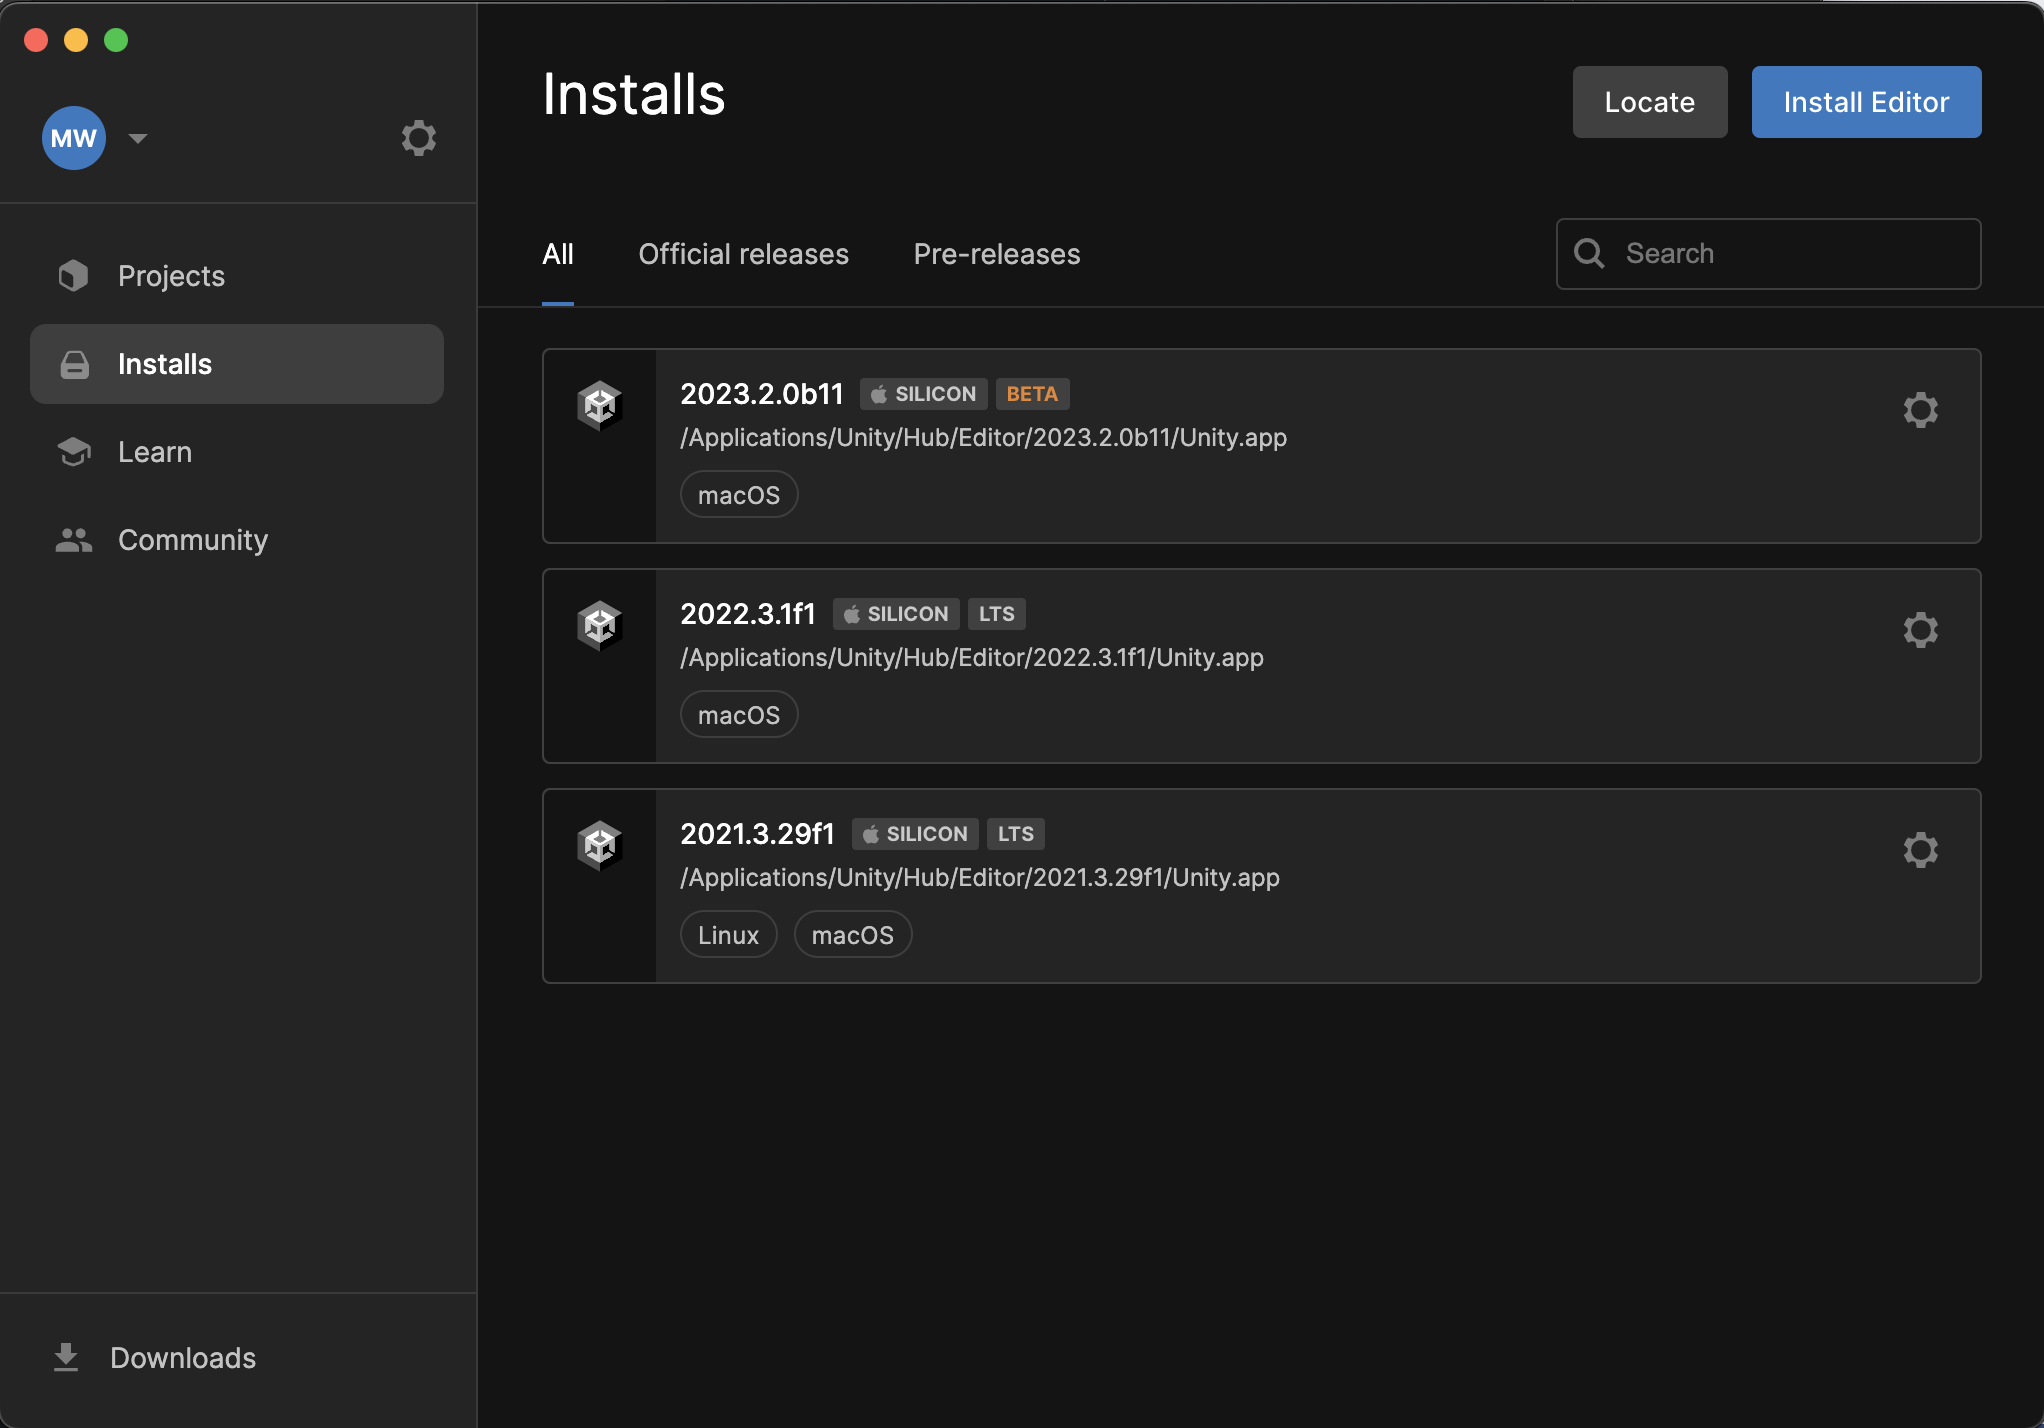 MW
Projects
Installs
Learn
Community
Downloads
Installs
Locate
Install Editor
All
Official releases
Pre-releases
Search
2023.2.0b11 SILICON BETA
/Applications/Unity/Hub/Editor/2023.2.0b11/Unity.app
macOS
2022.3.1f1 SILICON LTS
/Applications/Unity/Hub/Editor/2022.3.1f1/Unity.app
macOS
2021.3.29f1 SILICON LTS
/Applications/Unity/Hub/Editor/2021.3.29f1/Unity.app
Linux macOS